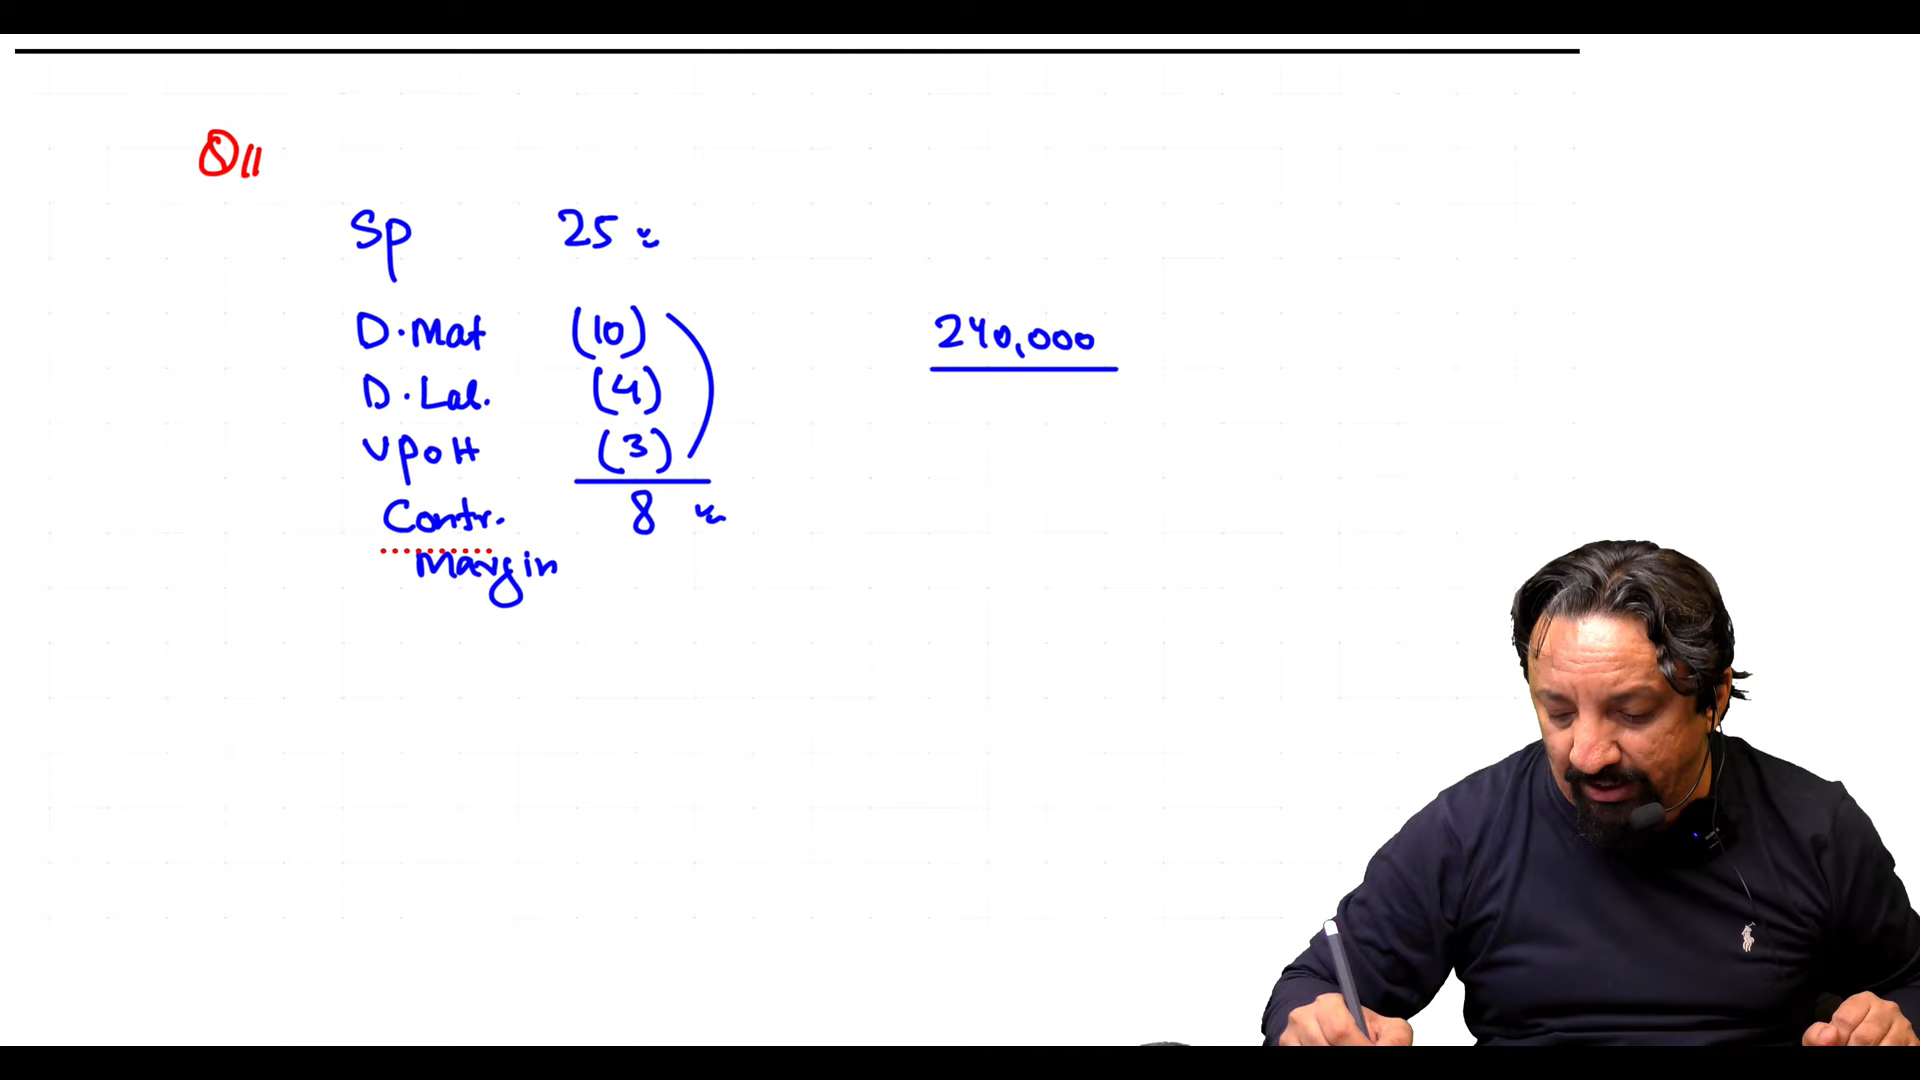 Q11
Sp 25
D.Mat (10) 240,000
D.Lab. (4)
VPOH (3)
Contr. 8
Margin